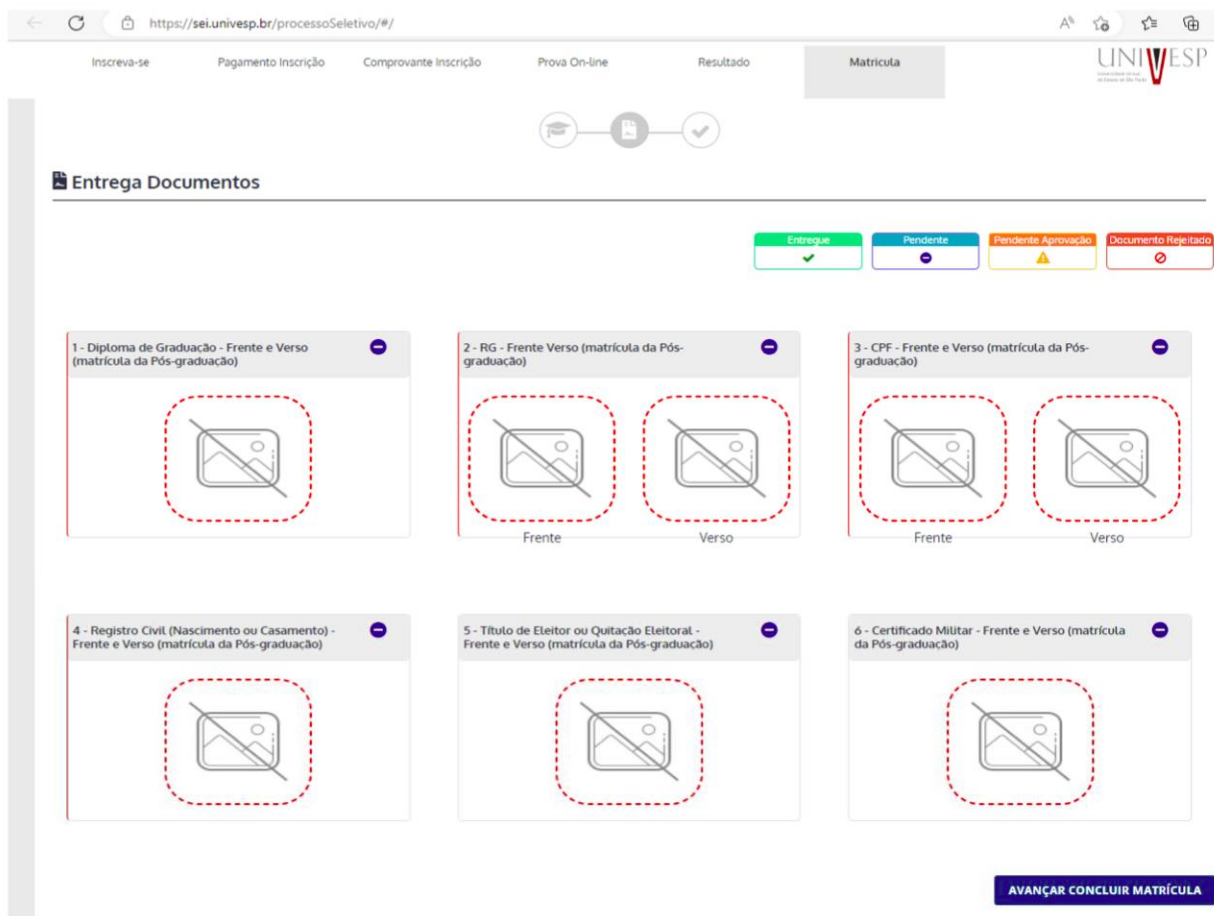 https://sei.univesp.br/processoSeletivo/#/
Inscreva-se
Pagamento Inscrição
Comprovante Inscrição
Prova On-line
Resultado
Matricula
UNIVESP
Entrega Documentos
Entregue
Pendente
Pendente Aprovação
Documento Rejeitado
1 - Diploma de Graduação - Frente e Verso
(matrícula da Pós-graduação)
2 - RG - Frente Verso (matrícula da Pós-
graduação)
Frente
Verso
3 - CPF - Frente e Verso (matrícula da Pós-
graduação)
Frente
Verso
4 - Registro Civil (Nascimento ou Casamento) -
Frente e Verso (matrícula da Pós-graduação)
5 - Título de Eleitor ou Quitação Eleitoral -
Frente e Verso (matrícula da Pós-graduação)
6 - Certificado Militar - Frente e Verso (matrícula
da Pós-graduação)
AVANÇAR CONCLUIR MATRÍCULA